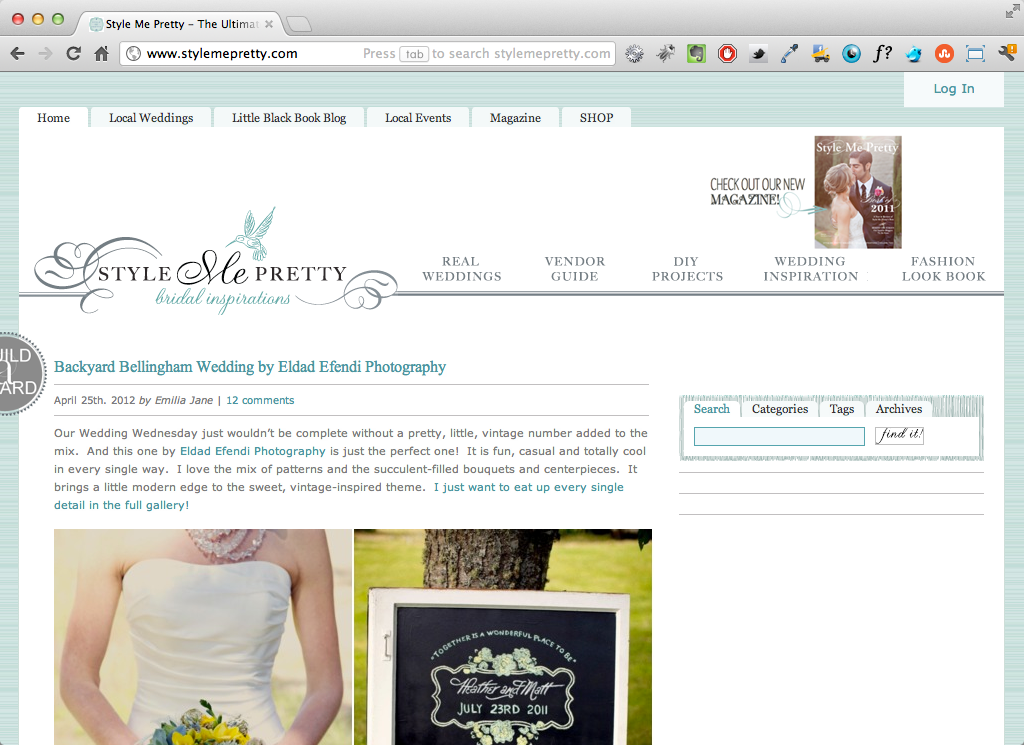 Style Me Pretty – The Ultimat
www.stylemepretty.com
Press tab to search stylemepretty.com
f?
Log In
Home
Local Weddings
Little Black Book Blog
Local Events
Magazine
SHOP
CHECK OUT OUR NEW
MAGAZINE!
Style Me Pretty
Best of
2011
STYLE Me PRETTY
bridal inspirations
REAL
WEDDINGS
VENDOR
GUIDE
DIY
PROJECTS
WEDDING
INSPIRATION
FASHION
LOOK BOOK
UILD
a
ARD
Backyard Bellingham Wedding by Eldad Efendi Photography
April 25th. 2012 by Emilia Jane | 12 comments
Our Wedding Wednesday just wouldn't be complete without a pretty, little, vintage number added to the
mix. And this one by Eldad Efendi Photography is just the perfect one! It is fun, casual and totally cool
in every single way. I love the mix of patterns and the succulent-filled bouquets and centerpieces. It
brings a little modern edge to the sweet, vintage-inspired theme. I just want to eat up every single
detail in the full gallery!
Search
Categories
Tags
Archives
find it!
"TOGETHER IS A WONDERFUL PLACE TO BE"
Heather and Matt
JULY 23RD 2011